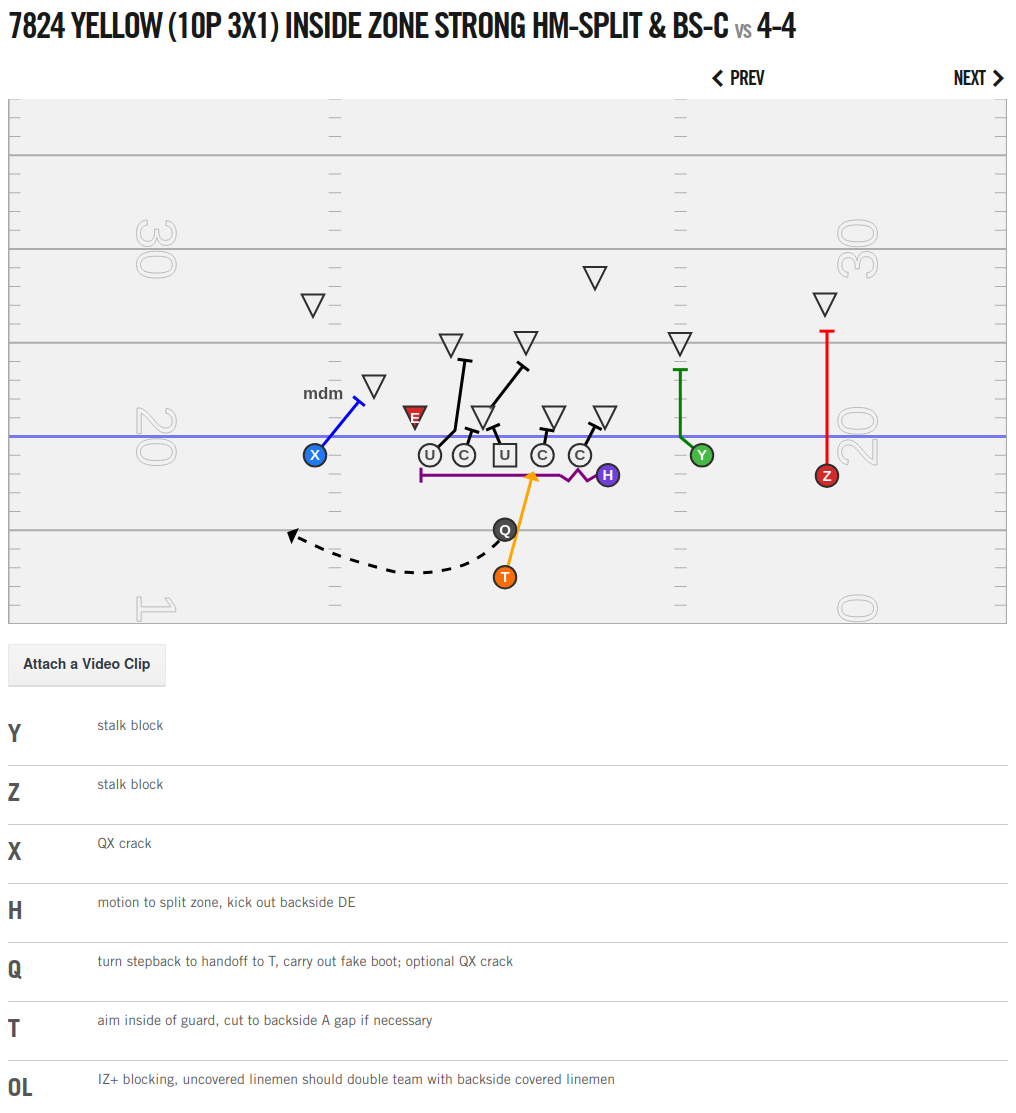 7824 YELLOW (10P 3X1) INSIDE ZONE STRONG HM-SPLIT & BS-C vs 4-4
PREV NEXT
30 30
mdm
E
20 20
X U C U C C H Y Z
Q
T
1 0
Attach a Video Clip
Y stalk block
Z stalk block
X QX crack
H motion to split zone, kick out backside DE
Q turn stepback to handoff to T, carry out fake boot; optional QX crack
T aim inside of guard, cut to backside A gap if necessary
OL IZ+ blocking, uncovered linemen should double team with backside covered linemen